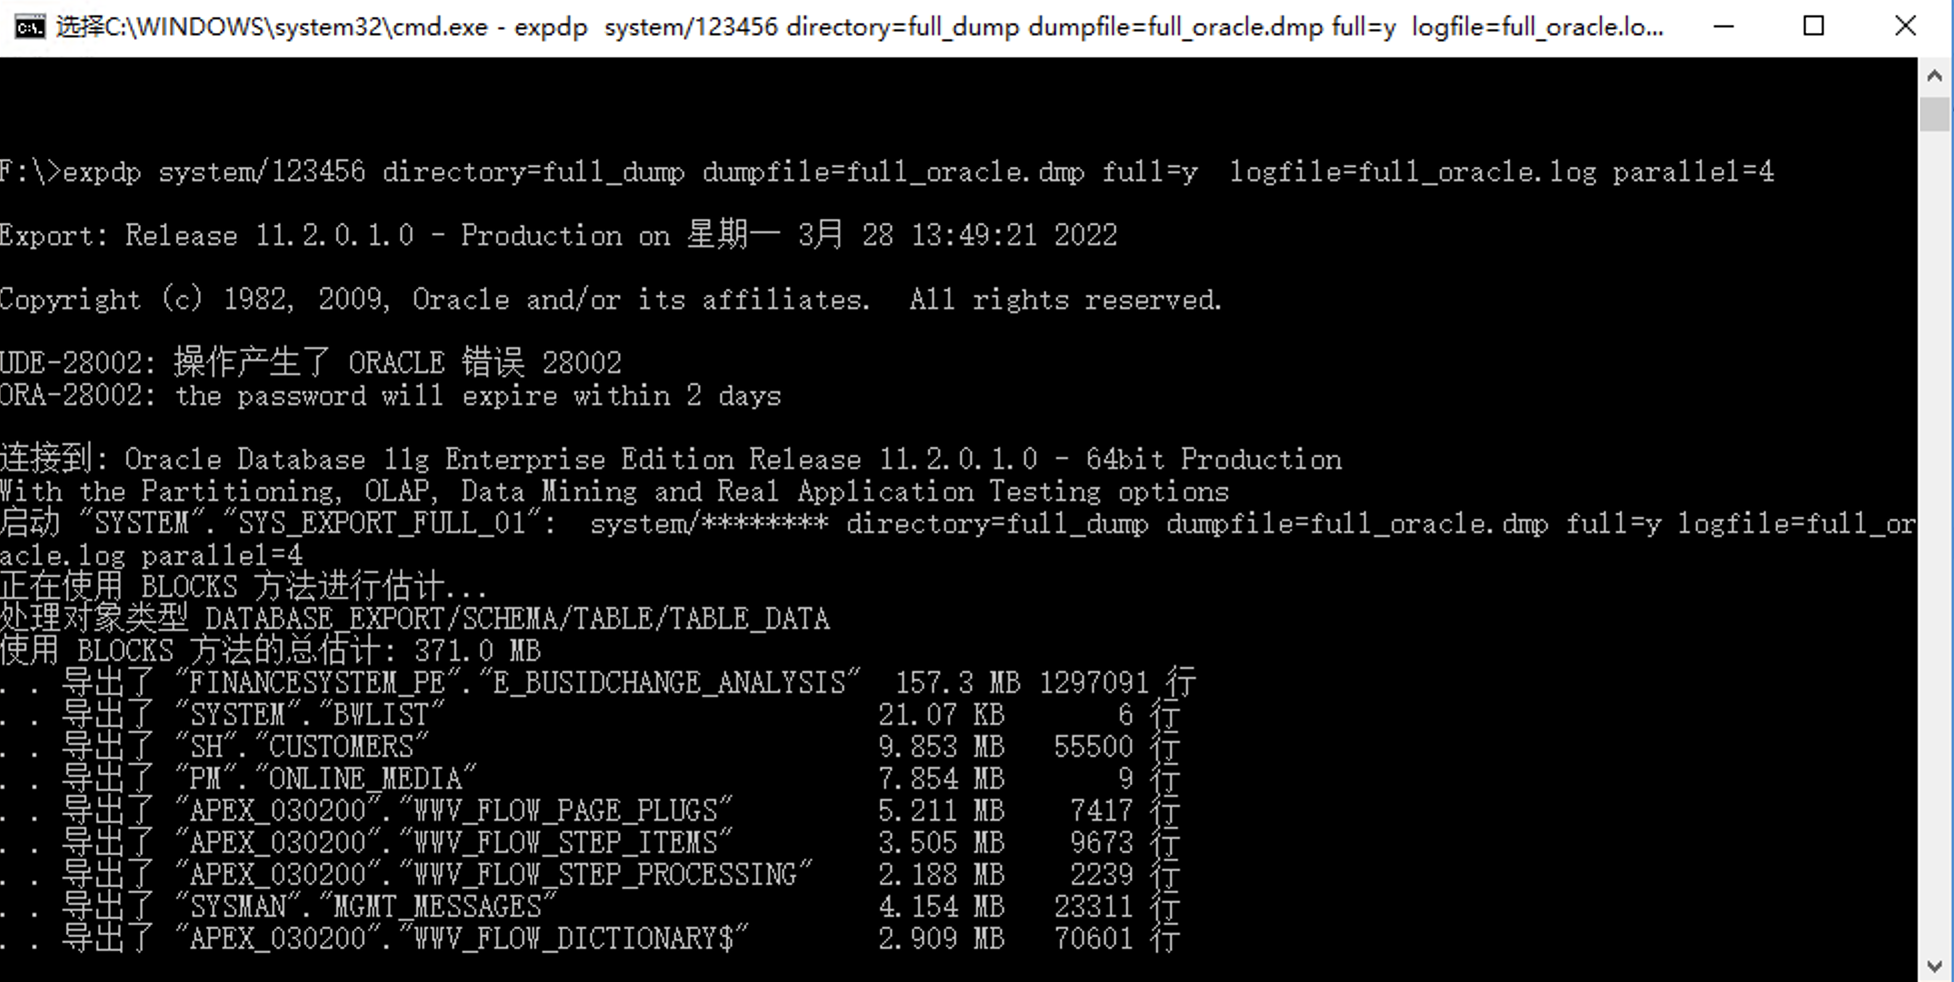 选择C:\WINDOWS\system32\cmd.exe - expdp  system/123456 directory=full_dump dumpfile=full_oracle.dmp full=y  logfile=full_oracle.lo...
F:\>expdp system/123456 directory=full_dump dumpfile=full_oracle.dmp full=y  logfile=full_oracle.log parallel=4
Export: Release 11.2.0.1.0 - Production on 星期一 3月 28 13:49:21 2022
Copyright (c) 1982, 2009, Oracle and/or its affiliates.  All rights reserved.
UDE-28002: 操作产生了 ORACLE 错误 28002
ORA-28002: the password will expire within 2 days
连接到: Oracle Database 11g Enterprise Edition Release 11.2.0.1.0 - 64bit Production
With the Partitioning, OLAP, Data Mining and Real Application Testing options
启动 "SYSTEM"."SYS_EXPORT_FULL_01":  system/******** directory=full_dump dumpfile=full_oracle.dmp full=y logfile=full_or
acle.log parallel=4
正在使用 BLOCKS 方法进行估计...
处理对象类型 DATABASE_EXPORT/SCHEMA/TABLE/TABLE_DATA
使用 BLOCKS 方法的总估计: 371.0 MB
. . 导出了 "FINANCESYSTEM_PE"."E_BUSIDCHANGE_ANALYSIS"  157.3 MB 1297091 行
. . 导出了 "SYSTEM"."BWLIST"                           21.07 KB       6 行
. . 导出了 "SH"."CUSTOMERS"                            9.853 MB   55500 行
. . 导出了 "PM"."ONLINE_MEDIA"                         7.854 MB       9 行
. . 导出了 "APEX_030200"."WWV_FLOW_PAGE_PLUGS"         5.211 MB    7417 行
. . 导出了 "APEX_030200"."WWV_FLOW_STEP_ITEMS"         3.505 MB    9673 行
. . 导出了 "APEX_030200"."WWV_FLOW_STEP_PROCESSING"    2.188 MB    2239 行
. . 导出了 "SYSMAN"."MGMT_MESSAGES"                    4.154 MB   23311 行
. . 导出了 "APEX_030200"."WWV_FLOW_DICTIONARY$"        2.909 MB   70601 行